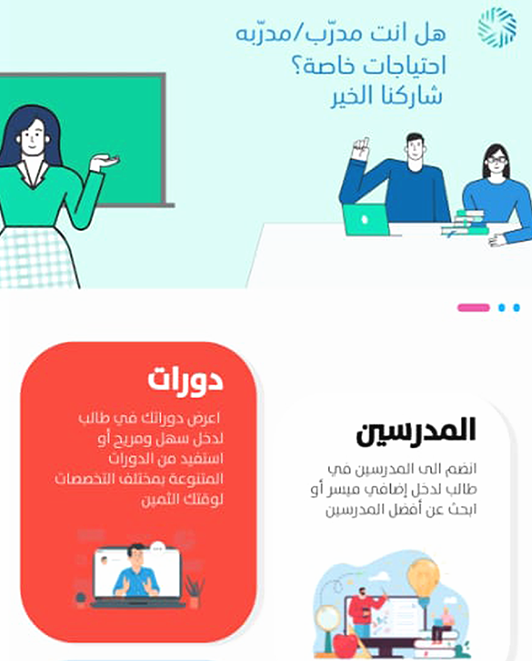 هل انت مدرّب/مدرّبه
احتياجات خاصة؟
شاركنا الخير
دورات
اعرض دوراتك في طالب
لدخل سهل ومريح أو
استفيد من الدورات
المتنوعة بمختلف التخصصات
لوقتك الثمين
المدرسين
انضم الى المدرسين في
طالب لدخل إضافي ميسر أو
ابحث عن أفضل المدرسين